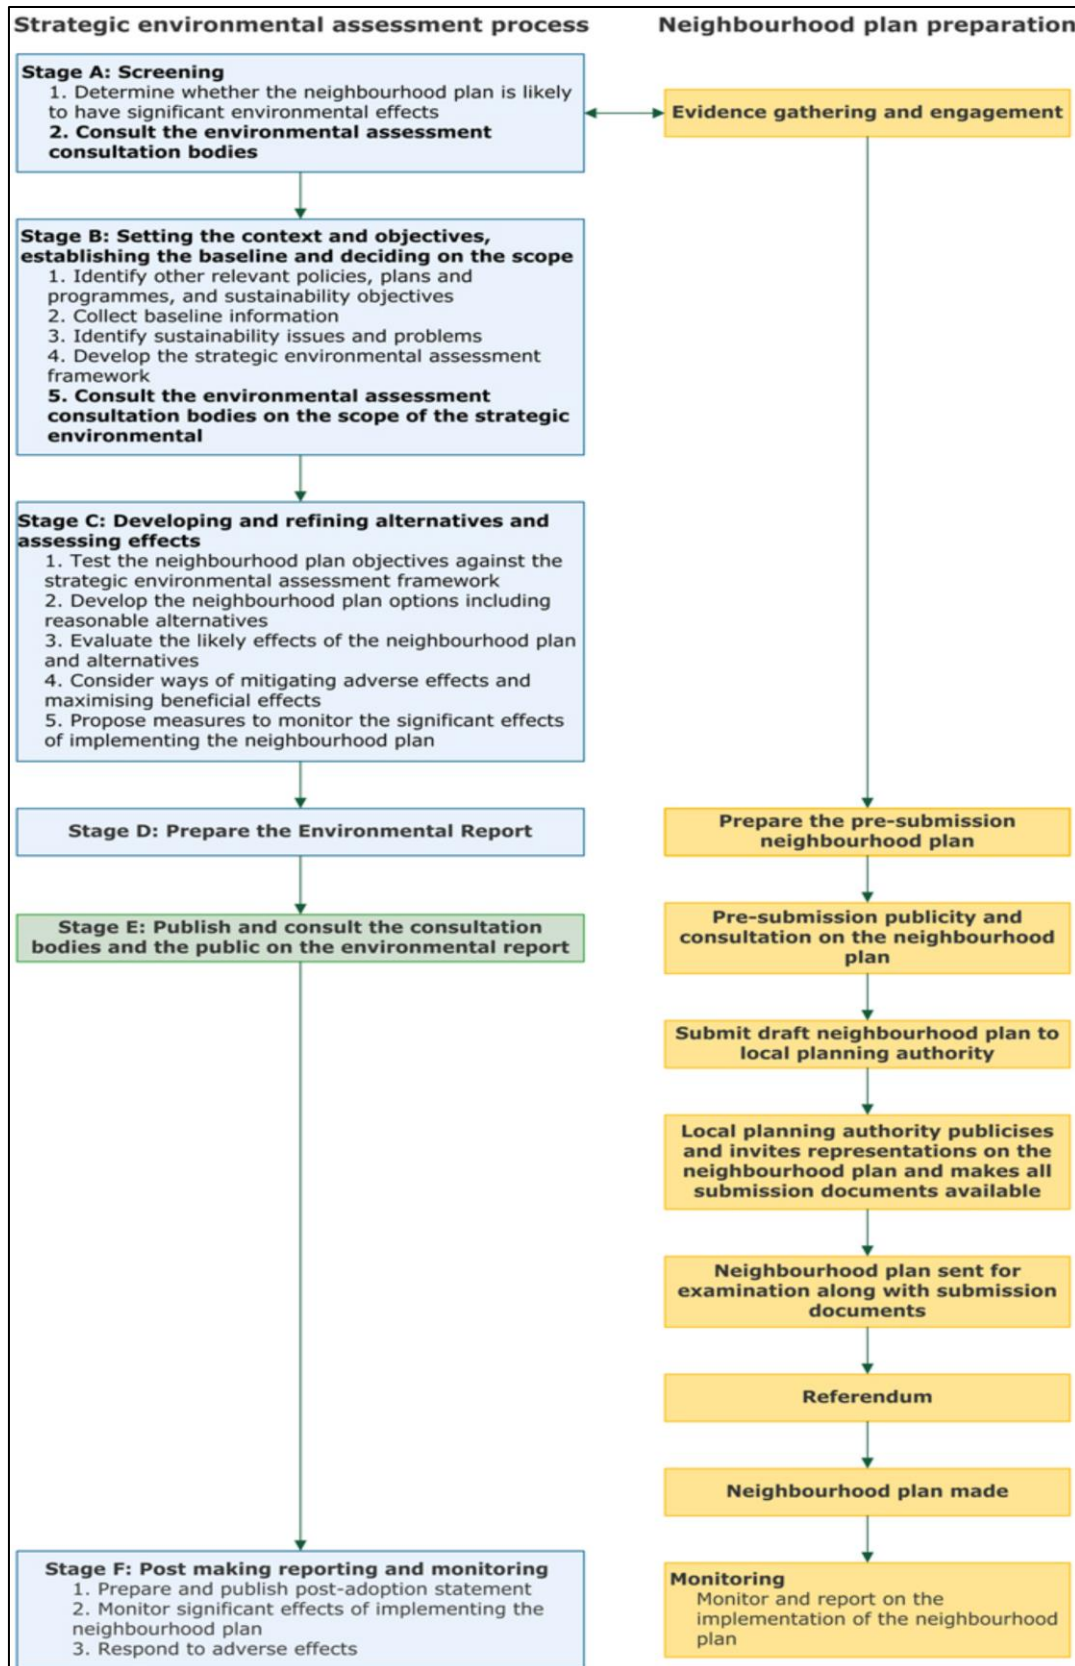 Strategic environmental assessment process
Neighbourhood plan preparation
Stage A: Screening
1. Determine whether the neighbourhood plan is likely
to have significant environmental effects
2. Consult the environmental assessment
consultation bodies
Evidence gathering and engagement
Stage B: Setting the context and objectives,
establishing the baseline and deciding on the scope
1. Identify other relevant policies, plans and
programmes, and sustainability objectives
2. Collect baseline information
3. Identify sustainability issues and problems
4. Develop the strategic environmental assessment
framework
5. Consult the environmental assessment
consultation bodies on the scope of the strategic
environmental
Stage C: Developing and refining alternatives and
assessing effects
1. Test the neighbourhood plan objectives against the
strategic environmental assessment framework
2. Develop the neighbourhood plan options including
reasonable alternatives
3. Evaluate the likely effects of the neighbourhood plan
and alternatives
4. Consider ways of mitigating adverse effects and
maximising beneficial effects
5. Propose measures to monitor the significant effects
of implementing the neighbourhood plan
Stage D: Prepare the Environmental Report
Prepare the pre-submission
neighbourhood plan
Stage E: Publish and consult the consultation
bodies and the public on the environmental report
Pre-submission publicity and
consultation on the neighbourhood
plan
Submit draft neighbourhood plan to
local planning authority
Local planning authority publicises
and invites representations on the
neighbourhood plan and makes all
submission documents available
Neighbourhood plan sent for
examination along with submission
documents
Referendum
Neighbourhood plan made
Stage F: Post making reporting and monitoring
1. Prepare and publish post-adoption statement
2. Monitor significant effects of implementing the
neighbourhood plan
3. Respond to adverse effects
Monitoring
Monitor and report on the
implementation of the neighbourhood
plan